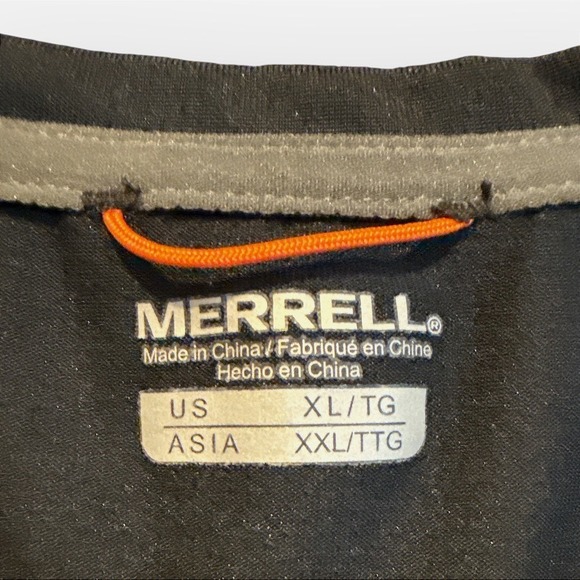 MERRELL®
Made in China / Fabriqué en Chine
Hecho en China
US XL/TG
ASIA XXL/TTG